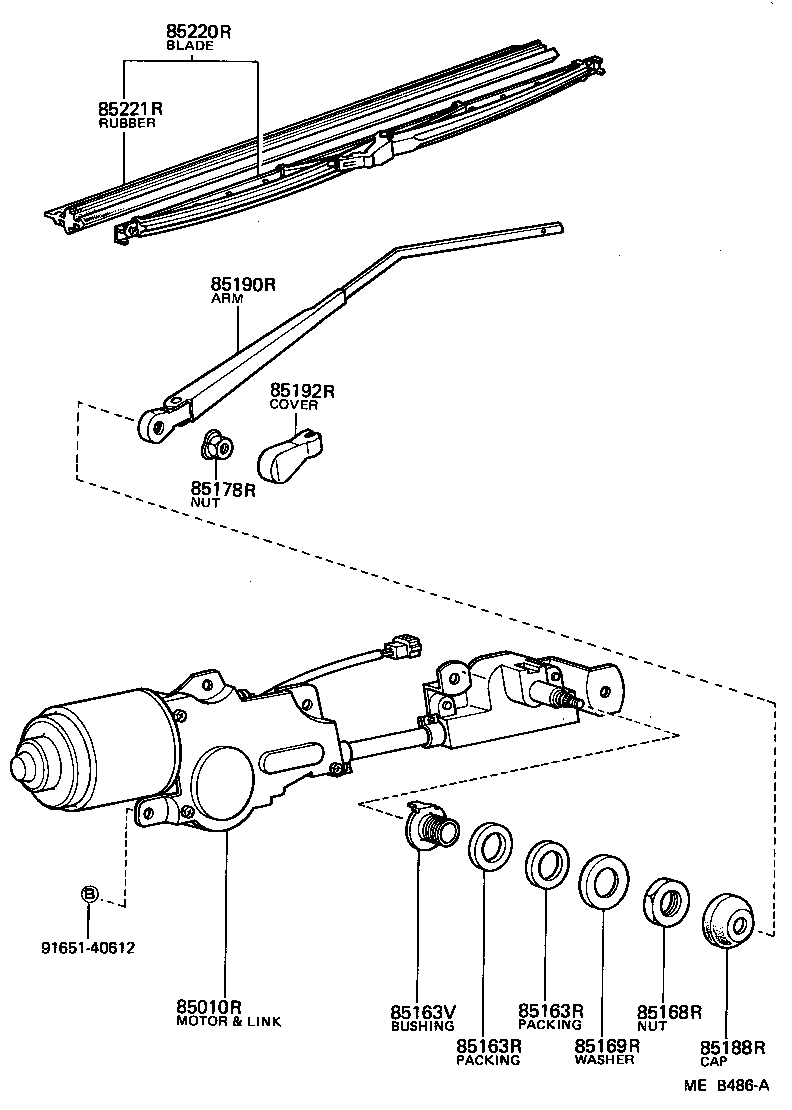 85220R
BLADE
85221R
RUBBER
85190R
ARM
85192R
COVER
85178R
NUT
B
91651-40612
85010R
MOTOR & LINK
85163V
BUSHING
85163R
PACKING
85163R
PACKING
85169R
WASHER
85168R
NUT
85188R
CAP
ME B486-A